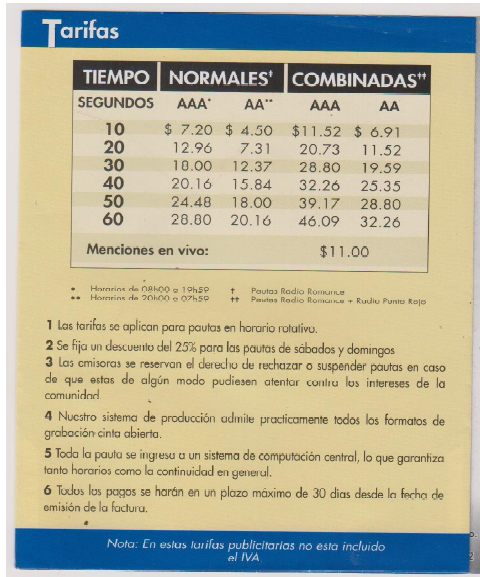 Tarifas
TIEMPO NORMALES† COMBINADAS††
SEGUNDOS AAA* AA** AAA AA
10 $ 7.20 $ 4.50 $11.52 $ 6.91
20 12.96 7.31 20.73 11.52
30 18.00 12.37 28.80 19.59
40 20.16 15.84 32.26 25.35
50 24.48 18.00 39.17 28.80
60 28.80 20.16 46.09 32.26
Menciones en vivo: $11.00
* Horarios de 08h00 a 19h59 † Pautas Radio Romance
** Horarios de 20h00 a 07h59 †† Pautas Radio Romance + Radio Punto Rojo
1 Las tarifas se aplican para pautas en horario rotativo.
2 Se fija un descuento del 25% para las pautas de sábados y domingos
3 Las emisoras se reservan el derecho de rechazar o suspender pautas en caso
de que estas de algún modo pudiesen atentar contra los intereses de la
comunidad.
4 Nuestro sistema de producción admite practicamente todos los formatos de
grabación cinta abierta.
5 Toda la pauta se ingresa a un sistema de computación central, lo que garantiza
tanto horarios como la continuidad en general.
6 Todos los pagos se harán en un plazo máximo de 30 dias desde la fecha de
emisión de la factura.
Nota: En estas tarifas publicitarias no esta incluido
el IVA